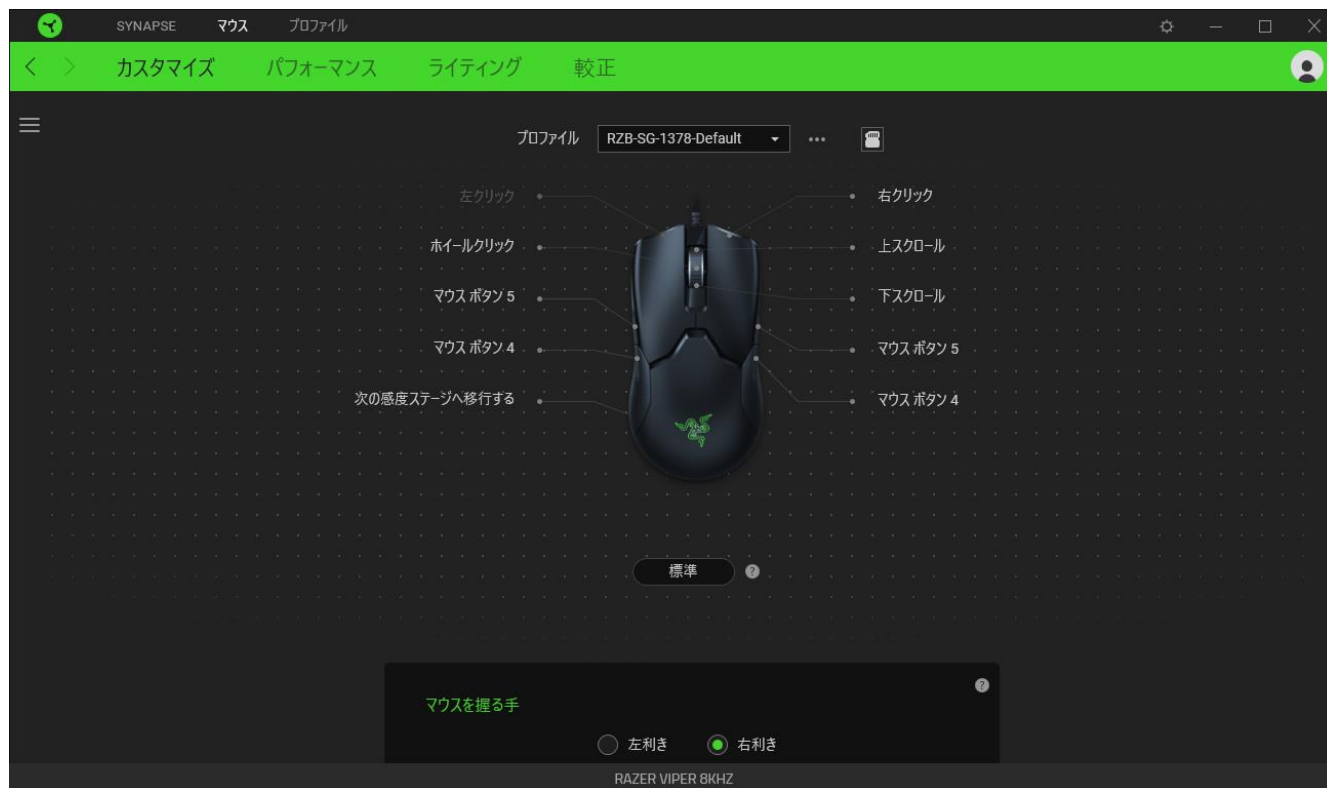 SYNAPSE マウス プロファイル
カスタマイズ パフォーマンス ライティング 較正
プロファイル RZB-SG-1378-Default
左クリック 右クリック
ホイールクリック 上スクロール
マウス ボタン 5 下スクロール
マウス ボタン 4 マウス ボタン 5
次の感度ステージへ移行する マウス ボタン 4
標準 ?
マウスを握る手 ?
左利き 右利き
RAZER VIPER 8KHZ